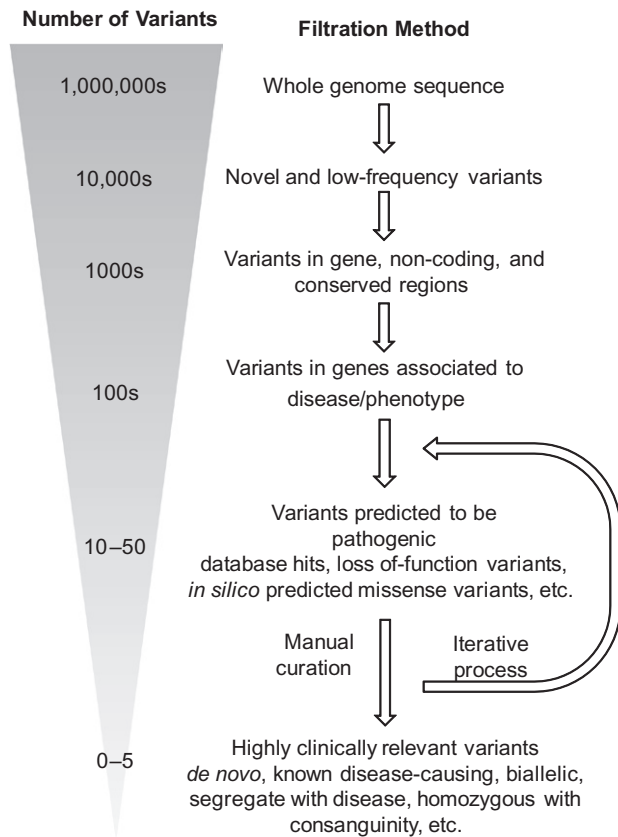 Number of Variants
Filtration Method
1,000,000s
Whole genome sequence
10,000s
Novel and low-frequency variants
1000s
Variants in gene, non-coding, and
conserved regions
100s
Variants in genes associated to
disease/phenotype
10–50
Variants predicted to be
pathogenic
database hits, loss of-function variants,
in silico predicted missense variants, etc.
Manual
curation
Iterative
process
0–5
Highly clinically relevant variants
de novo, known disease-causing, biallelic,
segregate with disease, homozygous with
consanguinity, etc.